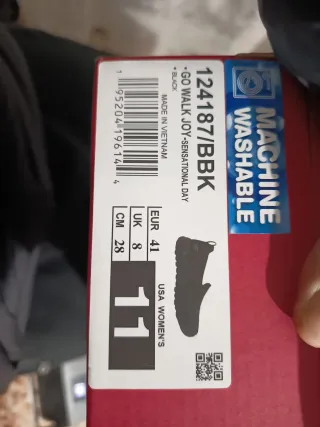 MACHINE
WASHABLE
124187/BBK
•GO WALK JOY-SENSATIONAL DAY
• BLACK
MADE IN VIETNAM
1 95204 19614 4
EUR 41
UK 8
CM 28
USA WOMEN'S
11